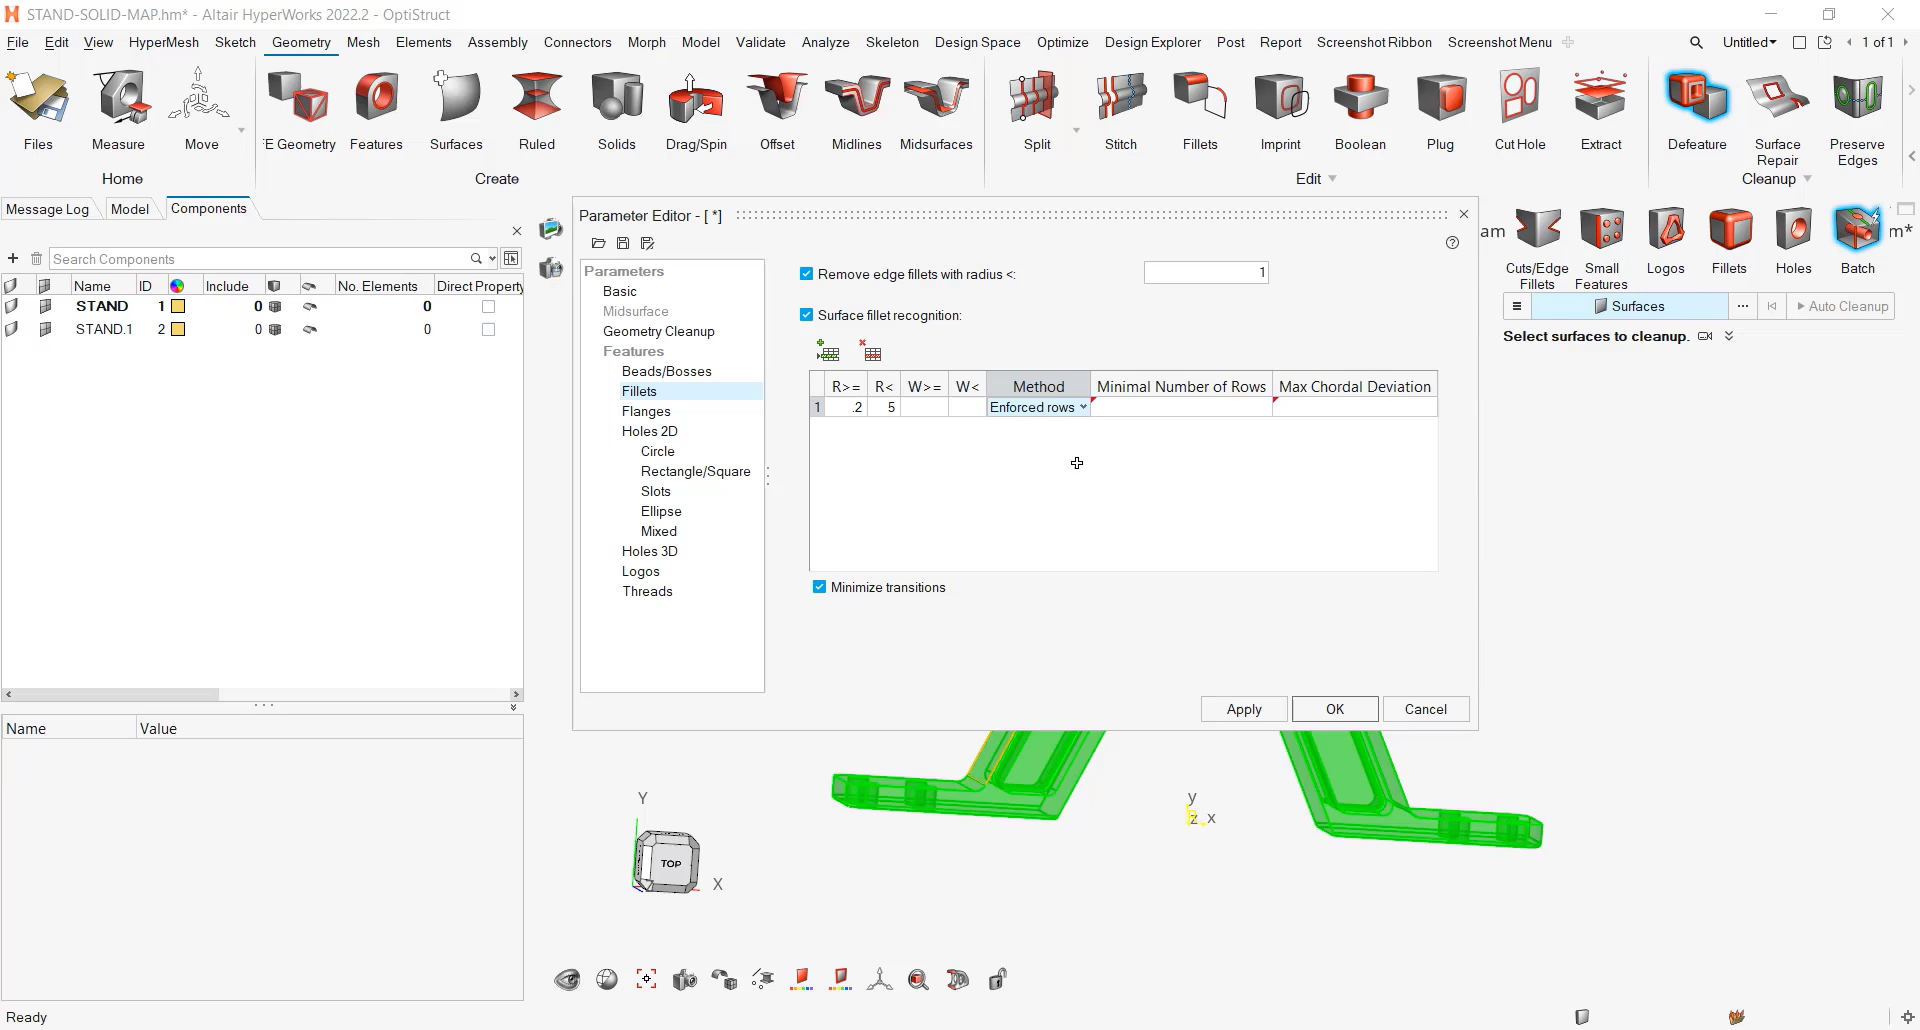 STAND-SOLID-MAP.hm* - Altair HyperWorks 2022.2 - OptiStruct
File Edit View HyperMesh Sketch Geometry Mesh Elements Assembly Connectors Morph Model Validate Analyze Skeleton Design Space Optimize Design Explorer Post Report Screenshot Ribbon Screenshot Menu Untitled 1 of 1
Files Measure Move E Geometry Features Surfaces Ruled Solids Drag/Spin Offset Midlines Midsurfaces Split Stitch Fillets Imprint Boolean Plug Cut Hole Extract Defeature Surface Repair Preserve Edges
Home Create Edit Cleanup
Message Log Model Components
Parameter Editor - [ *]
am m*
Search Components
Cuts/Edge Fillets Small Features Logos Fillets Holes Batch
Name ID Include No. Elements Direct Property
STAND 1 0 0
STAND.1 2 0 0
Surfaces ... Auto Cleanup
Select surfaces to cleanup.
Parameters
Basic
Midsurface
Geometry Cleanup
Features
Beads/Bosses
Fillets
Flanges
Holes 2D
Circle
Rectangle/Square
Slots
Ellipse
Mixed
Holes 3D
Logos
Threads
Remove edge fillets with radius <: 1
Surface fillet recognition:
R>= R< W>= W< Method Minimal Number of Rows Max Chordal Deviation
1 .2 5 Enforced rows
Minimize transitions
Apply OK Cancel
Name Value
Y
TOP
X
y
z x
Ready